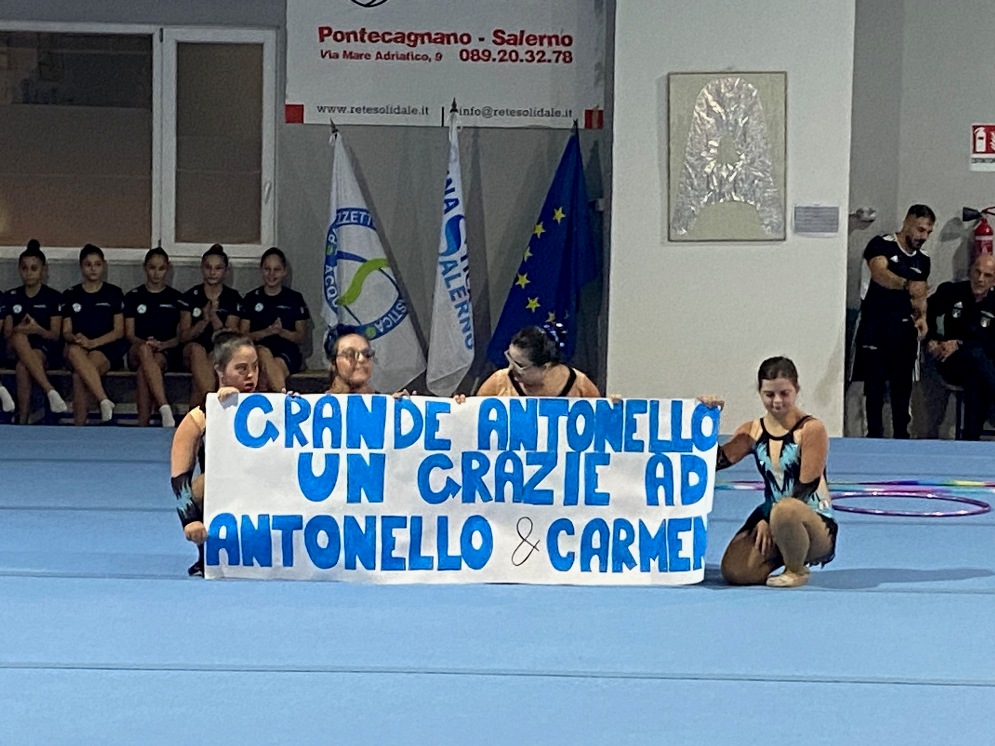 Pontecagnano - Salerno
Via Mare Adriatico, 9 089.20.32.78
www.retesolidale.it
info@retesolidale.it
GRANDE ANTONELLO
UN GRAZIE AD
ANTONELLO & CARMEN